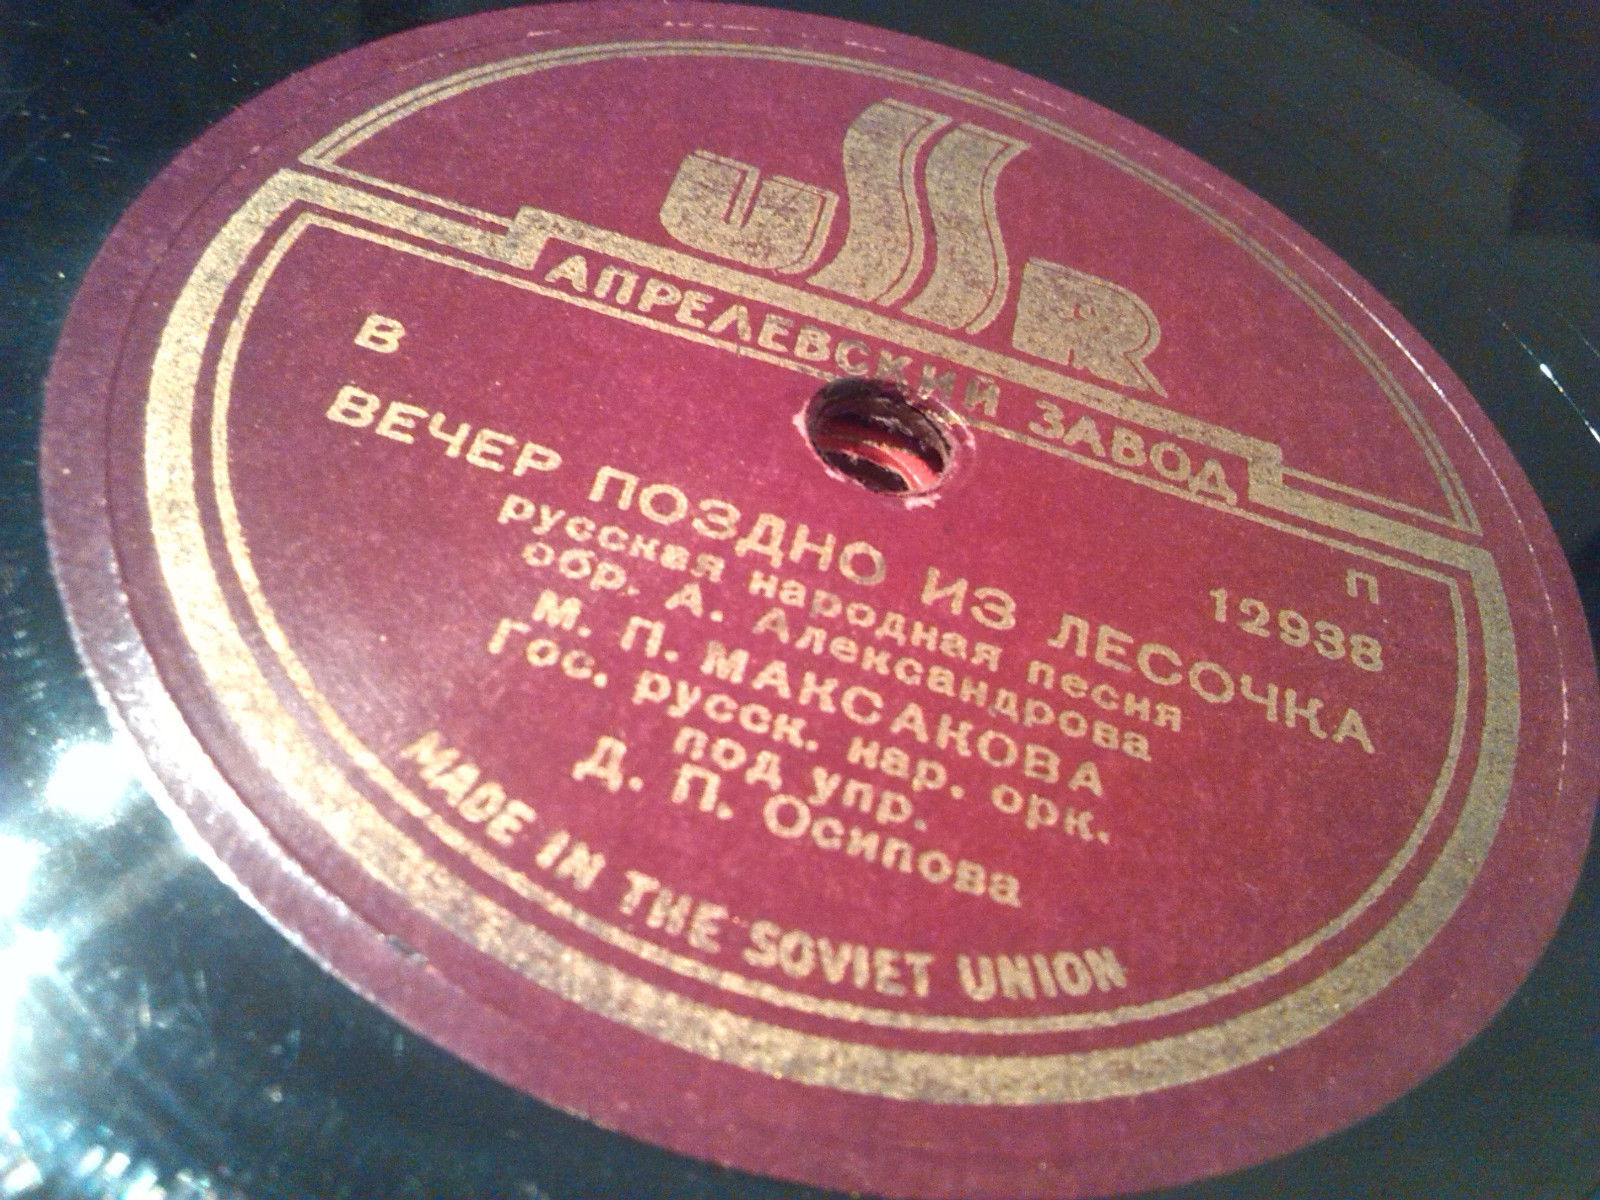 USSR
АПРЕЛЕВСКИЙ ЗАВОД
В
П
12938
ВЕЧЕР ПОЗДНО ИЗ ЛЕСОЧКА
русская народная песня
обр. А. Александрова
М. П. МАКСАКОВА
Гос. русск. нар. орк.
под упр.
Д. П. Осипова
MADE IN THE SOVIET UNION